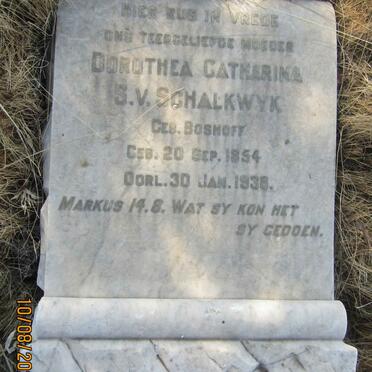 HIER RUS IN VREDE
ONS TEERGELIEFDE MOEDER
DOROTHEA CATHARINA
S.V. SCHALKWYK
GEB. BOSHOFF
GEB. 20 SEP. 1854
OORL. 30 JAN. 1936.
MARKUS 14.8. WAT SY KON HET
SY GEDOEN.
10/08/20